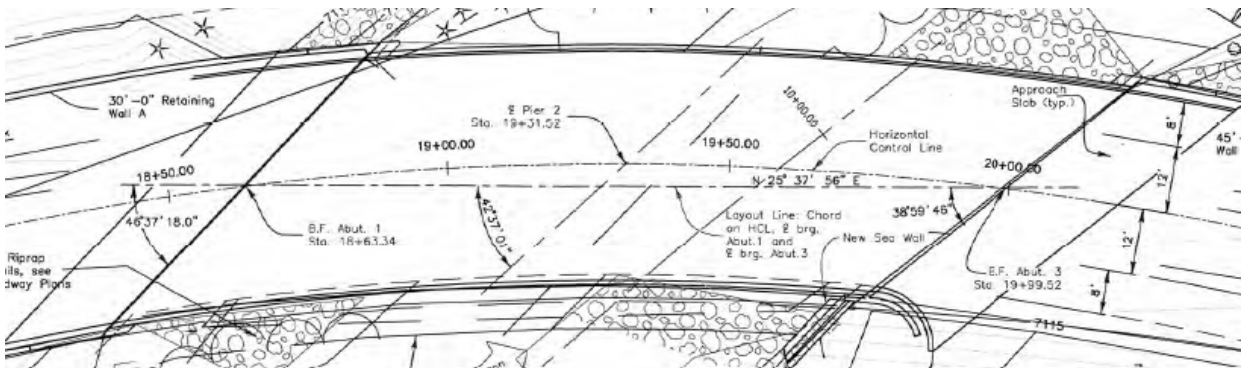 30'-0" Retaining
Wall A
18+50.00
46°37'18.0"
B.F. Abut. 1
Sta. 18+63.34
Riprap
see
Plans
19+00.00
℄ Pier 2
Sta. 19+31.52
42°37'01"
19+50.00
10+00.00
Horizontal
Control Line
N 25° 37' 56" E
Layout Line: Chord
on HCL, ℄ brg.
Abut.1 and
℄ brg. Abut.3
New Sea Wall
38°59'46"
20+00.00
B.F. Abut. 3
Sta. 19+99.52
Approach
Slab (typ.)
8'
12'
12'
8'
45'
Wall
7115